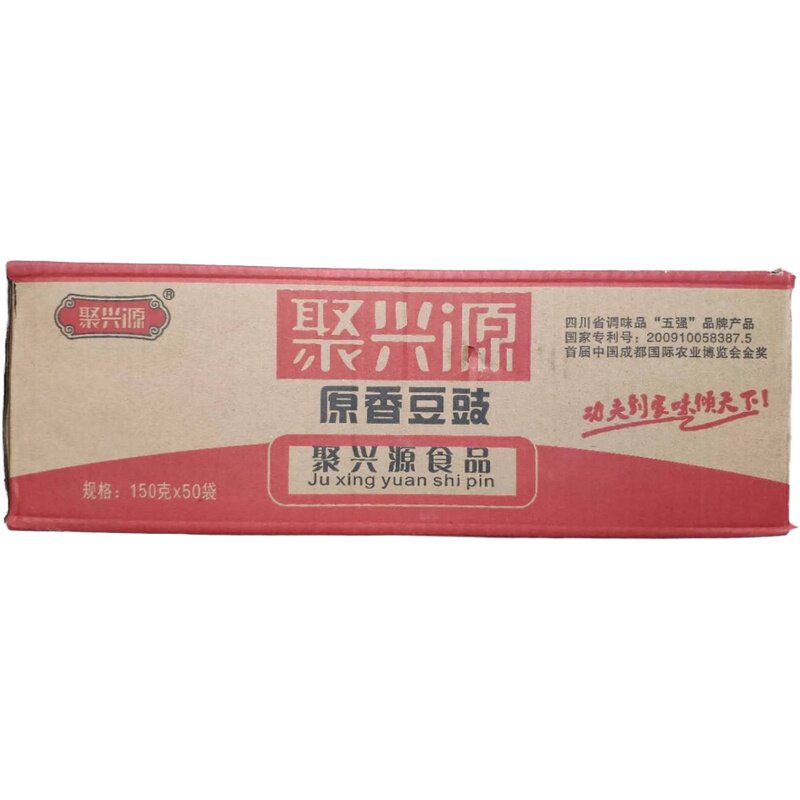 聚兴源®
聚兴源
原香豆豉
聚兴源食品
Ju xing yuan shi pin
规格：150克x50袋
四川省调味品“五强”品牌产品
国家专利号：200910058387.5
首届中国成都国际农业博览会金奖
功夫到家味倾天下!